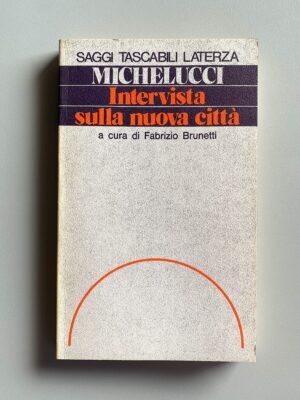 SAGGI TASCABILI LATERZA
MICHELUCCI
Intervista
sulla nuova città
a cura di Fabrizio Brunetti